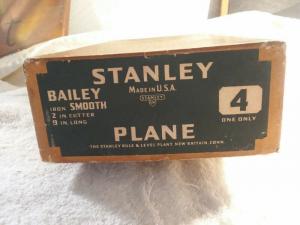 STANLEY
MADE IN U.S.A.
BAILEY
IRON SMOOTH
2 IN CUTTER
9 IN. LONG
STANLEY
4
ONE ONLY
PLANE
THE STANLEY RULE & LEVEL PLANT, NEW BRITAIN, CONN.